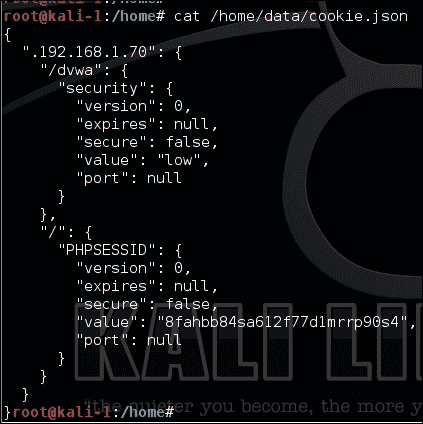 root@kali-1:/home# cat /home/data/cookie.json
{
  ".192.168.1.70": {
    "/dvwa": {
      "security": {
        "version": 0,
        "expires": null,
        "secure": false,
        "value": "low",
        "port": null
      }
    },
    "/": {
      "PHPSESSID": {
        "version": 0,
        "expires": null,
        "secure": false,
        "value": "8fahbb84sa612f77d1mrrp90s4",
        "port": null
      }
    }
  }
}root@kali-1:/home#
KALI LI
"the quieter you become, the more y